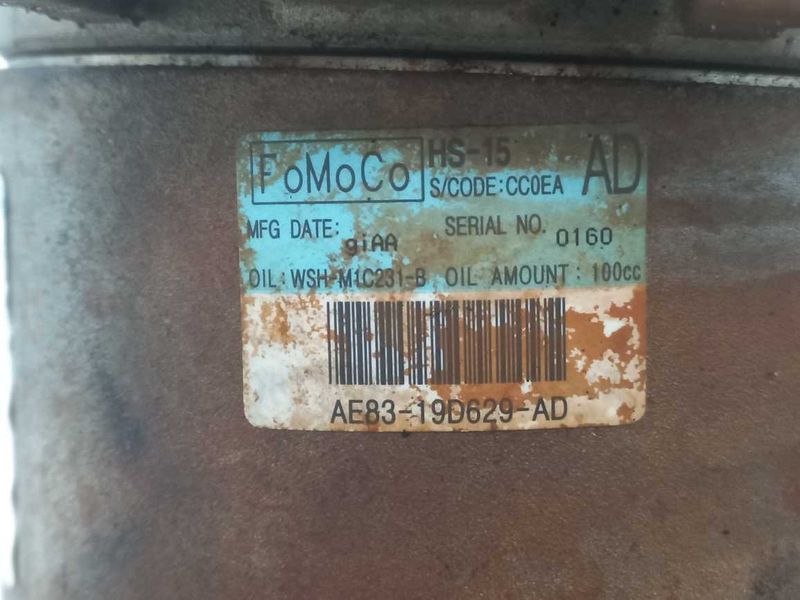 FoMoCo HS-15 AD
S/CODE:CC0EA
MFG DATE: giAA SERIAL NO. 0160
OIL:WSH-M1C231-B OIL AMOUNT : 100cc
AE83-19D629-AD